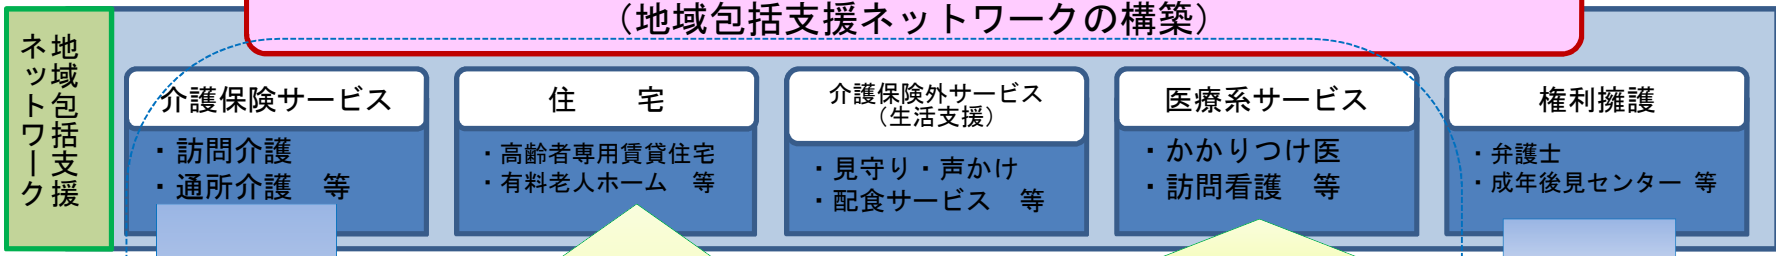 （地域包括支援ネットワークの構築）
地域包括支援
ネットワーク
介護保険サービス
・訪問介護
・通所介護　等
住　　宅
・高齢者専用賃貸住宅
・有料老人ホーム　等
介護保険外サービス
（生活支援）
・見守り・声かけ
・配食サービス　等
医療系サービス
・かかりつけ医
・訪問看護　等
権利擁護
・弁護士
・成年後見センター 等